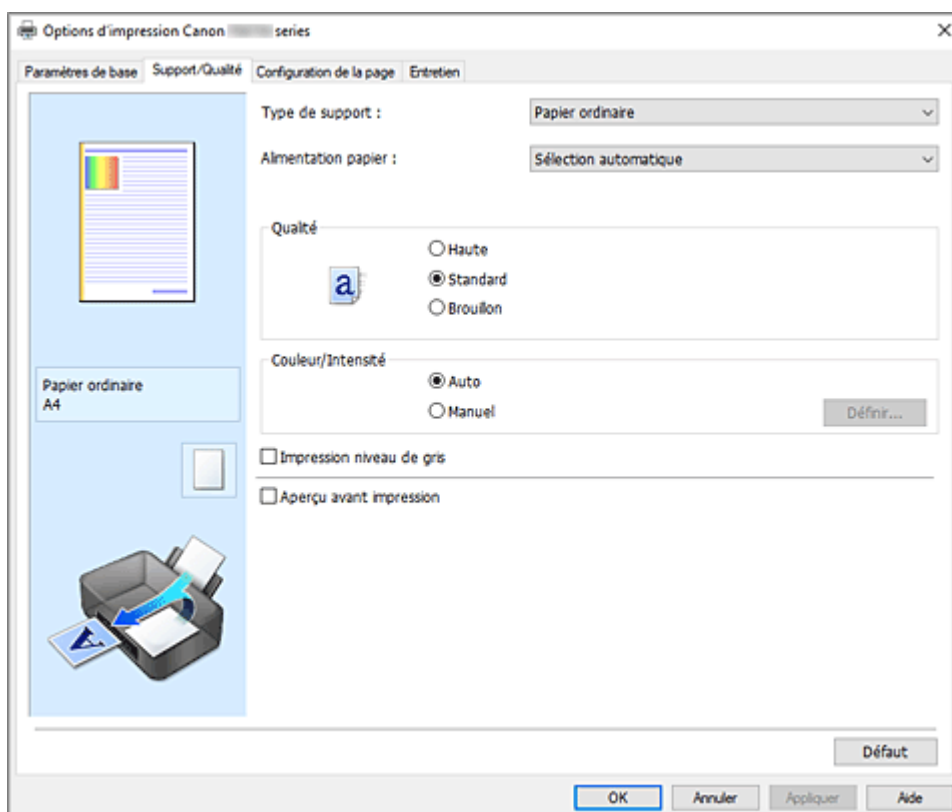 Options d'impression Canon series
Paramètres de base Support/Qualité Configuration de la page Entretien
Type de support : Papier ordinaire
Alimentation papier : Sélection automatique
Qualité
Haute
a Standard
Brouillon
Couleur/Intensité
Auto
Manuel Définir...
Papier ordinaire
A4
Impression niveau de gris
Aperçu avant impression
A
Défaut
OK Annuler Appliquer Aide